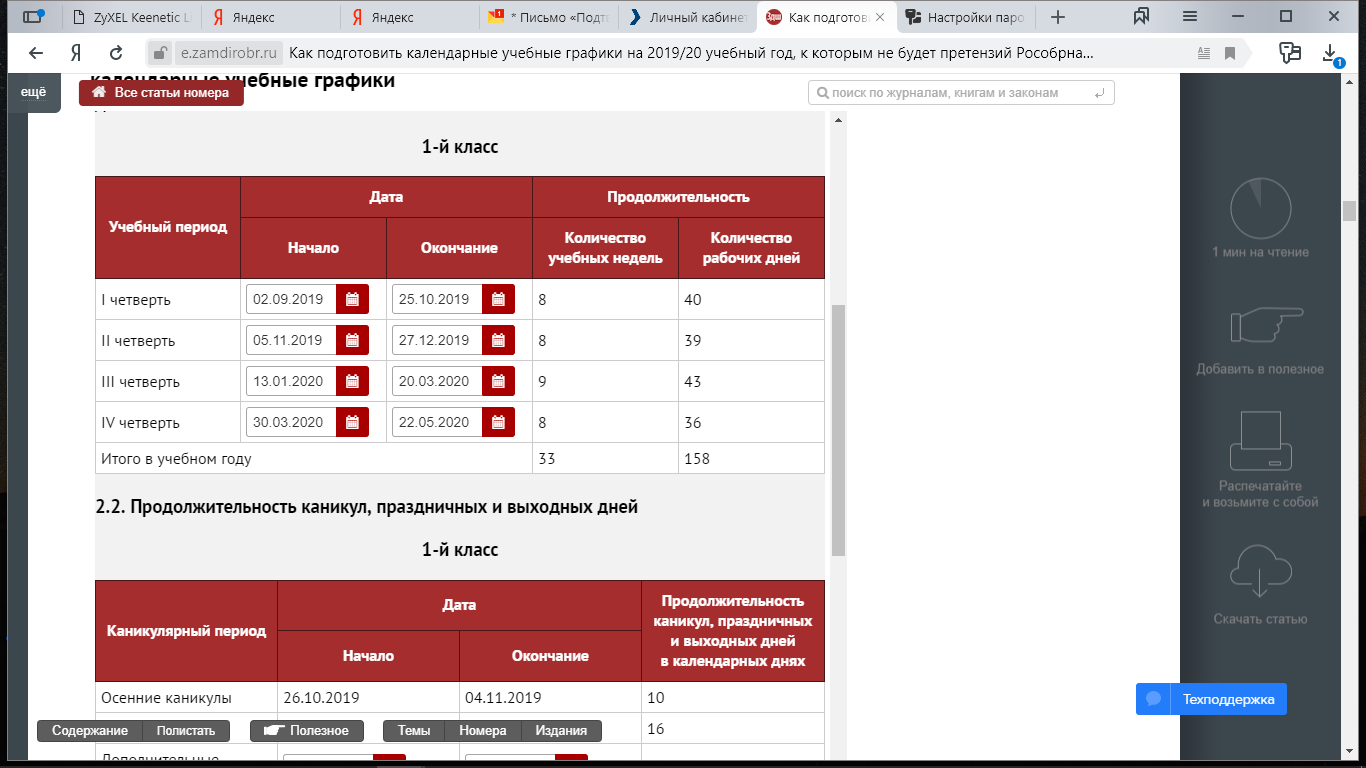 ZyXEL Keenetic Li
Яндекс
Яндекс
* Письмо «Подтв
Личный кабинет
Как подготови
Настройки паро
e.zamdirobr.ru
Как подготовить календарные учебные графики на 2019/20 учебный год, к которым не будет претензий Рособрна...
1
ещё
календарные учебные графики
Все статьи номера
поиск по журналам, книгам и законам
1-й класс
Учебный период
Дата
Продолжительность
Начало
Окончание
Количество
учебных недель
Количество
рабочих дней
I четверть 02.09.2019 25.10.2019 8 40
II четверть 05.11.2019 27.12.2019 8 39
III четверть 13.01.2020 20.03.2020 9 43
IV четверть 30.03.2020 22.05.2020 8 36
Итого в учебном году 33 158
2.2. Продолжительность каникул, праздничных и выходных дней
1-й класс
Каникулярный период
Дата
Продолжительность
каникул, праздничных
и выходных дней
в календарных днях
Начало
Окончание
Осенние каникулы 26.10.2019 04.11.2019 10
16
Дополнительные
Содержание
Полистать
Полезное
Темы
Номера
Издания
1 мин на чтение
Добавить в полезное
Распечатайте
и возьмите с собой
Скачать статью
Техподдержка